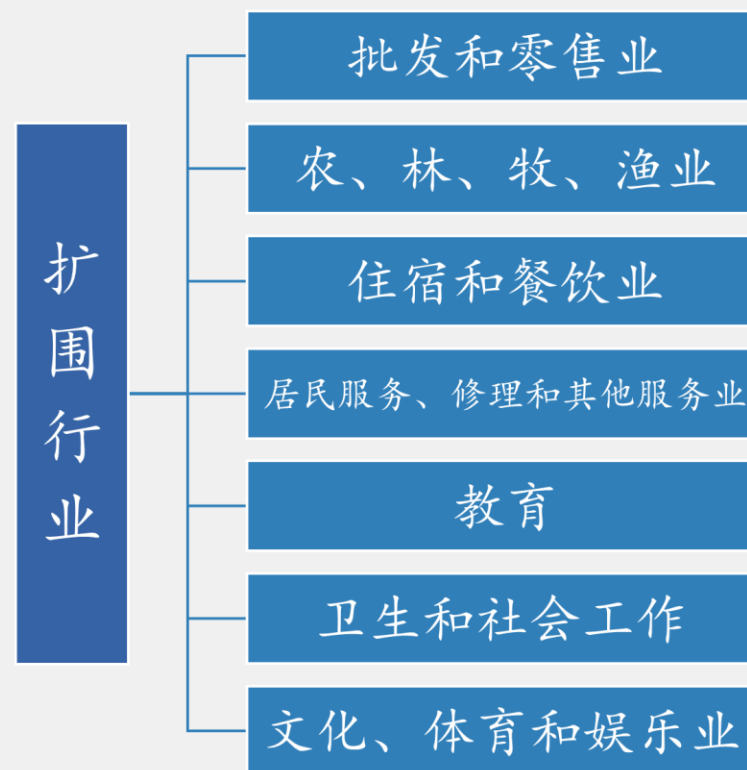 扩围行业
批发和零售业
农、林、牧、渔业
住宿和餐饮业
居民服务、修理和其他服务业
教育
卫生和社会工作
文化、体育和娱乐业